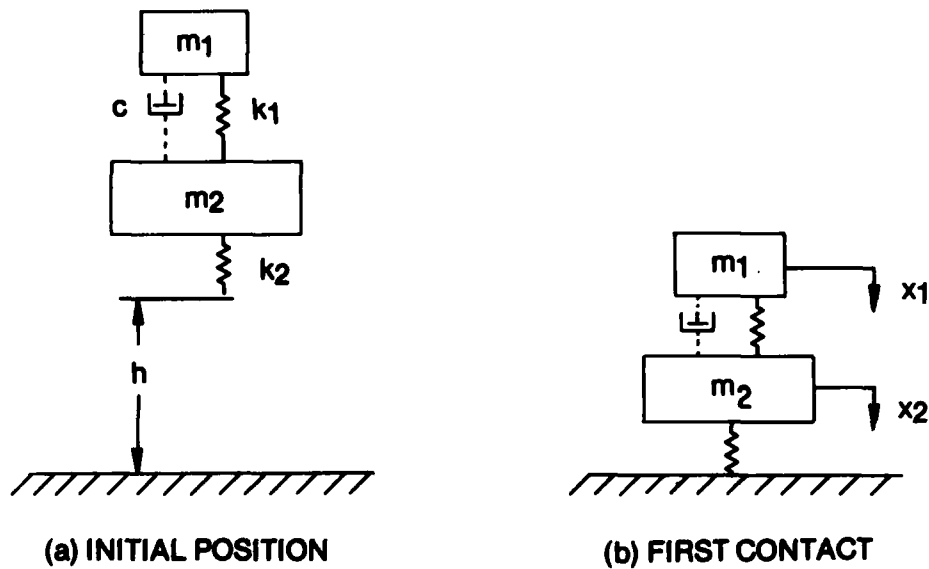 m1
c
k1
m2
k2
h
(a) INITIAL POSITION
m1
x1
m2
x2
(b) FIRST CONTACT